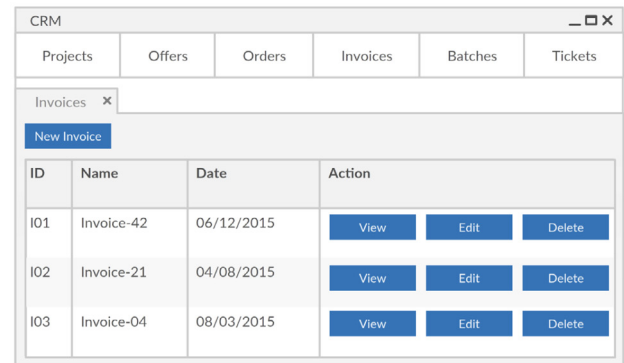 CRM
Projects Offers Orders Invoices Batches Tickets
Invoices
New Invoice
ID Name Date Action
I01 Invoice-42 06/12/2015 View Edit Delete
I02 Invoice-21 04/08/2015 View Edit Delete
I03 Invoice-04 08/03/2015 View Edit Delete